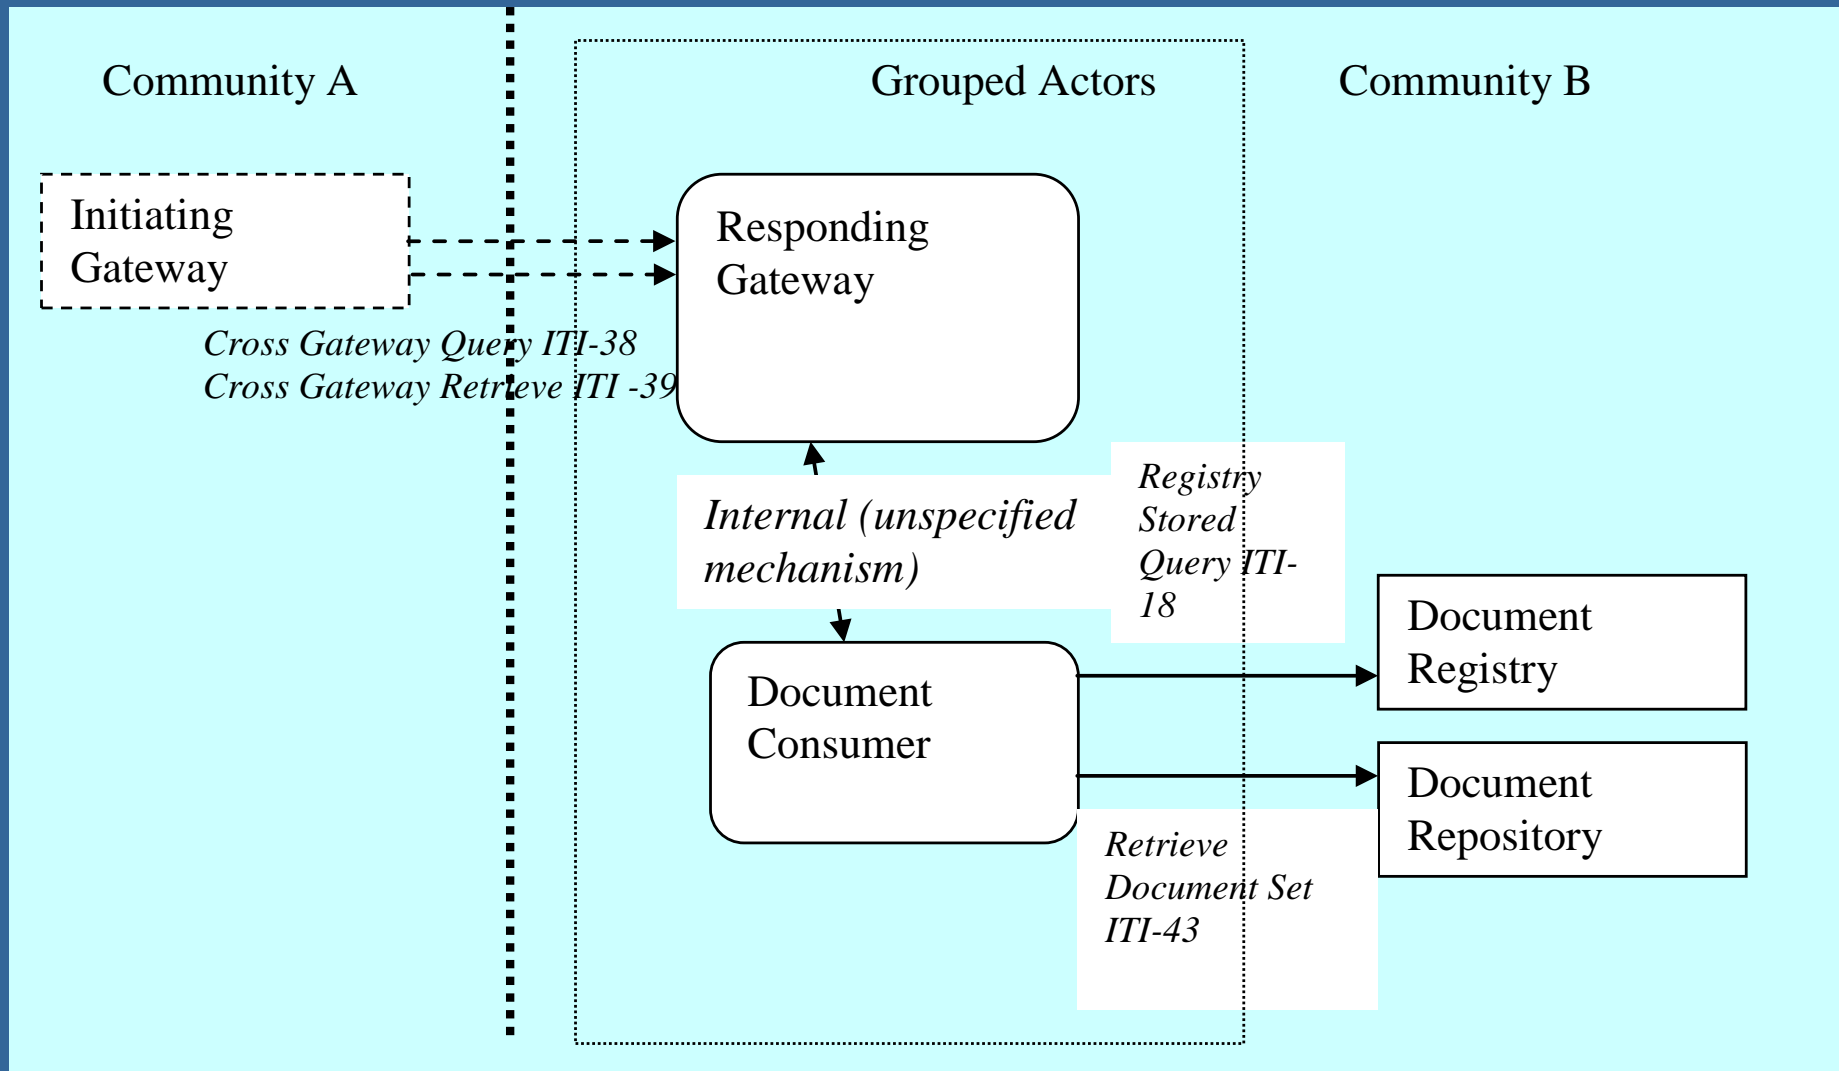 Community A
Grouped Actors
Community B
Initiating
Gateway
Responding
Gateway
Cross Gateway Query ITI-38
Cross Gateway Retrieve ITI -39
Internal (unspecified
mechanism)
Registry
Stored
Query ITI-
18
Document
Consumer
Document
Registry
Document
Repository
Retrieve
Document Set
ITI-43